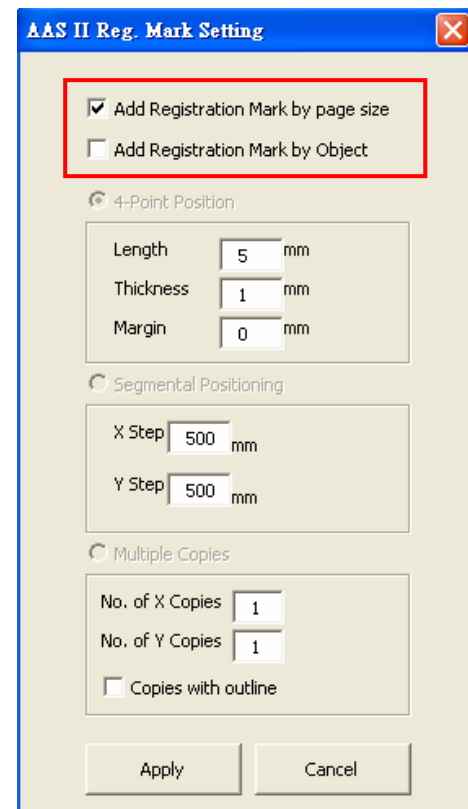 AAS II Reg. Mark Setting
Add Registration Mark by page size
Add Registration Mark by Object
4-Point Position
Length 5 mm
Thickness 1 mm
Margin 0 mm
Segmental Positioning
X Step 500 mm
Y Step 500 mm
Multiple Copies
No. of X Copies 1
No. of Y Copies 1
Copies with outline
Apply Cancel